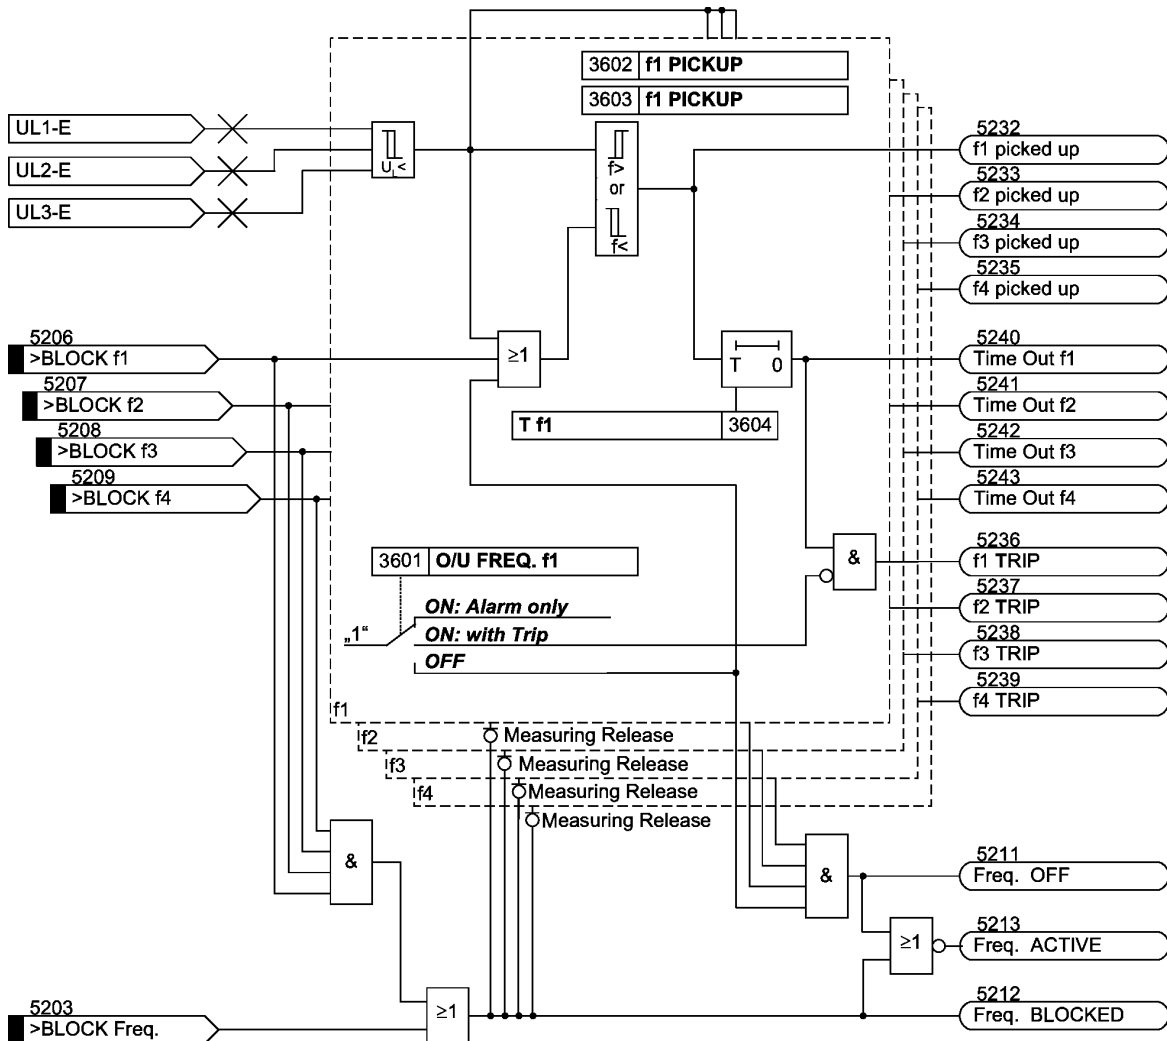 3602 f1 PICKUP
3603 f1 PICKUP
UL1-E
UL2-E
UL3-E
UL<
f>
or
f<
5232
f1 picked up
5233
f2 picked up
5234
f3 picked up
5235
f4 picked up
5206
>BLOCK f1
5207
>BLOCK f2
5208
>BLOCK f3
5209
>BLOCK f4
≥1
T 0
T f1 3604
5240
Time Out f1
5241
Time Out f2
5242
Time Out f3
5243
Time Out f4
3601 O/U FREQ. f1
ON: Alarm only
„1“ ON: with Trip
OFF
&
5236
f1 TRIP
5237
f2 TRIP
5238
f3 TRIP
5239
f4 TRIP
f1
f2 Measuring Release
f3 Measuring Release
f4 Measuring Release
Measuring Release
&
&
5211
Freq. OFF
≥1
5213
Freq. ACTIVE
5203
>BLOCK Freq.
≥1
5212
Freq. BLOCKED